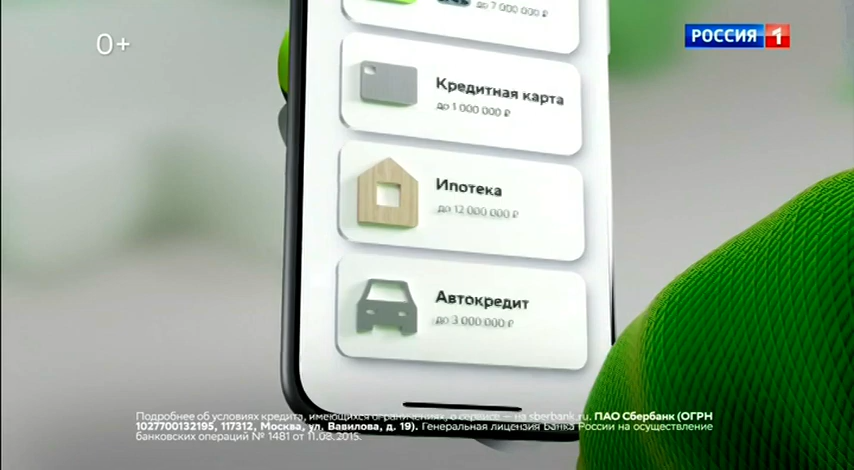 0+
РОССИЯ 1
до 7 000 000 ₽
Кредитная карта
до 1 000 000 ₽
Ипотека
до 12 000 000 ₽
Автокредит
до 3 000 000 ₽
Подробнее об условиях кредита, имеющихся ограничениях, о сервисе — на sberbank.ru. ПАО Сбербанк (ОГРН
1027700132195, 117312, Москва, ул. Вавилова, д. 19). Генеральная лицензия Банка России на осуществление
банковских операций № 1481 от 11.08.2015.